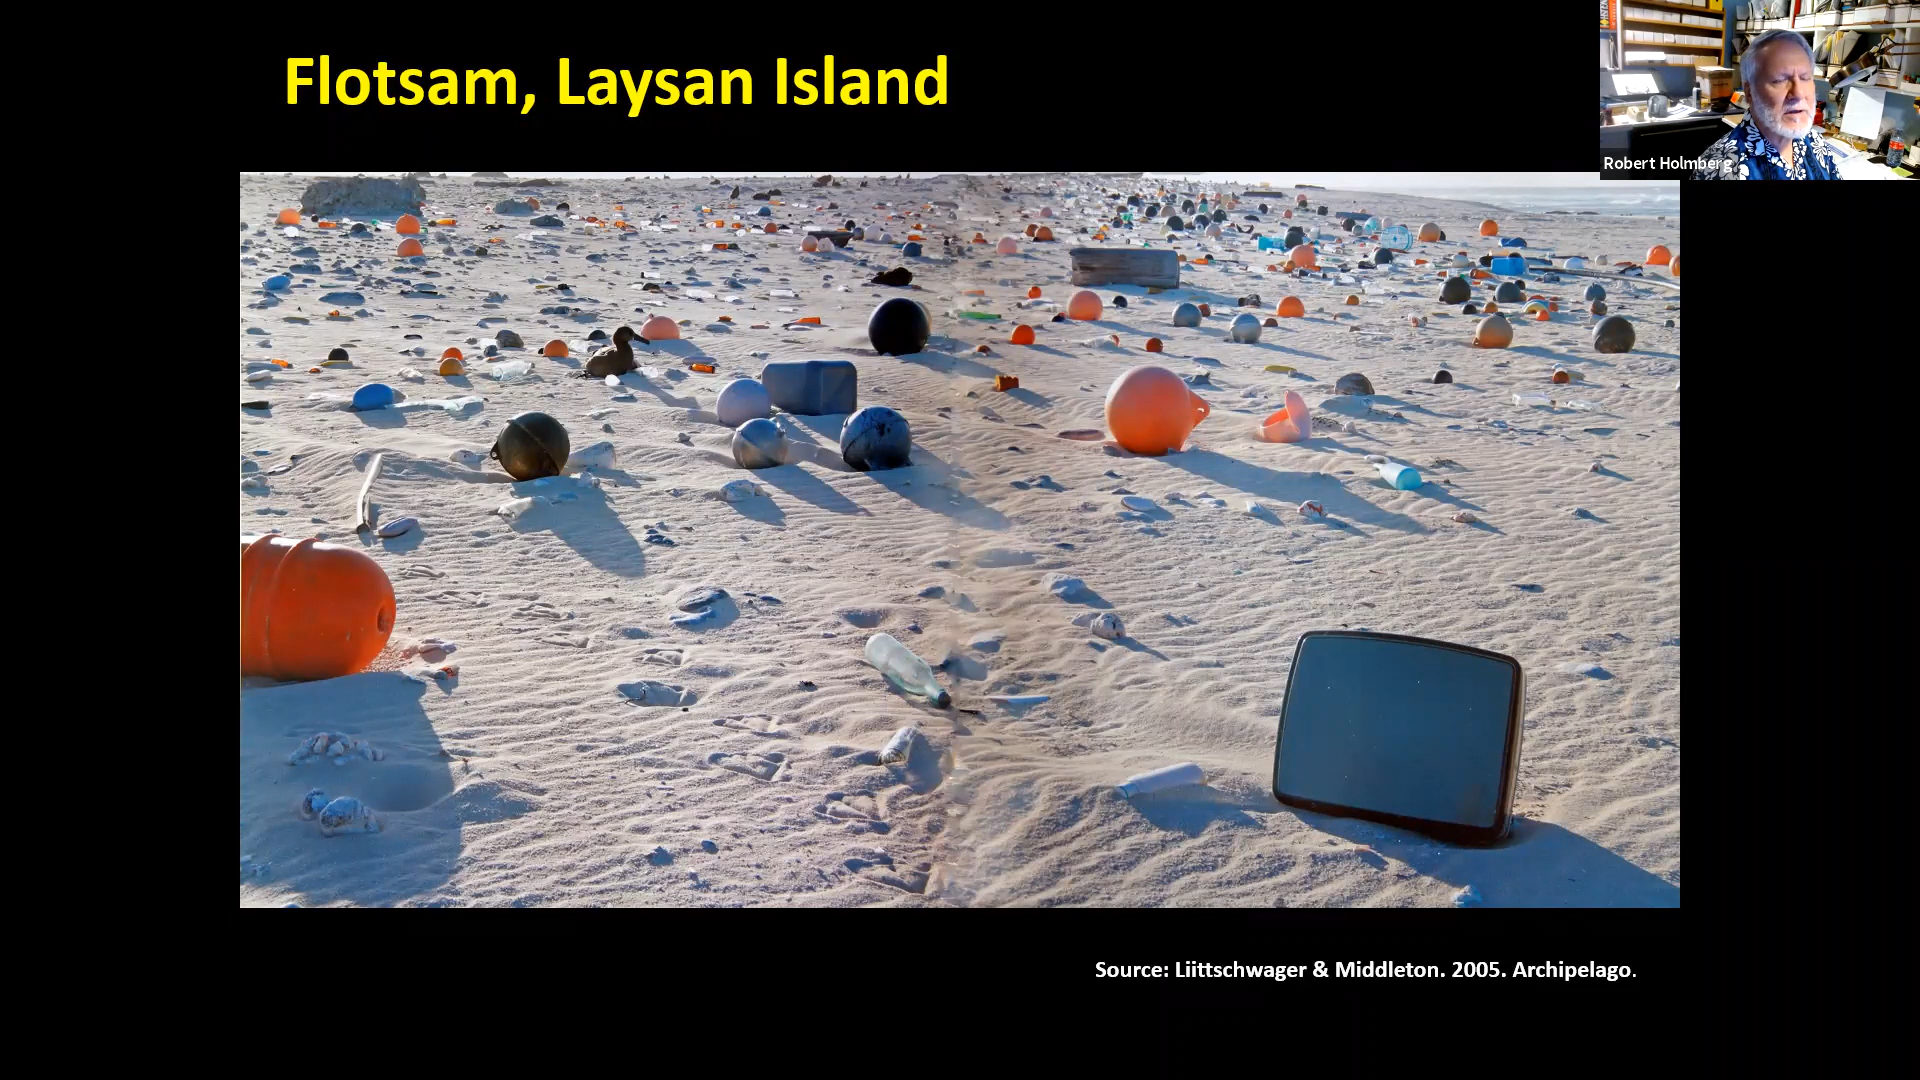 Flotsam, Laysan Island
Robert Holmberg
Source: Liittschwager & Middleton. 2005. Archipelago.